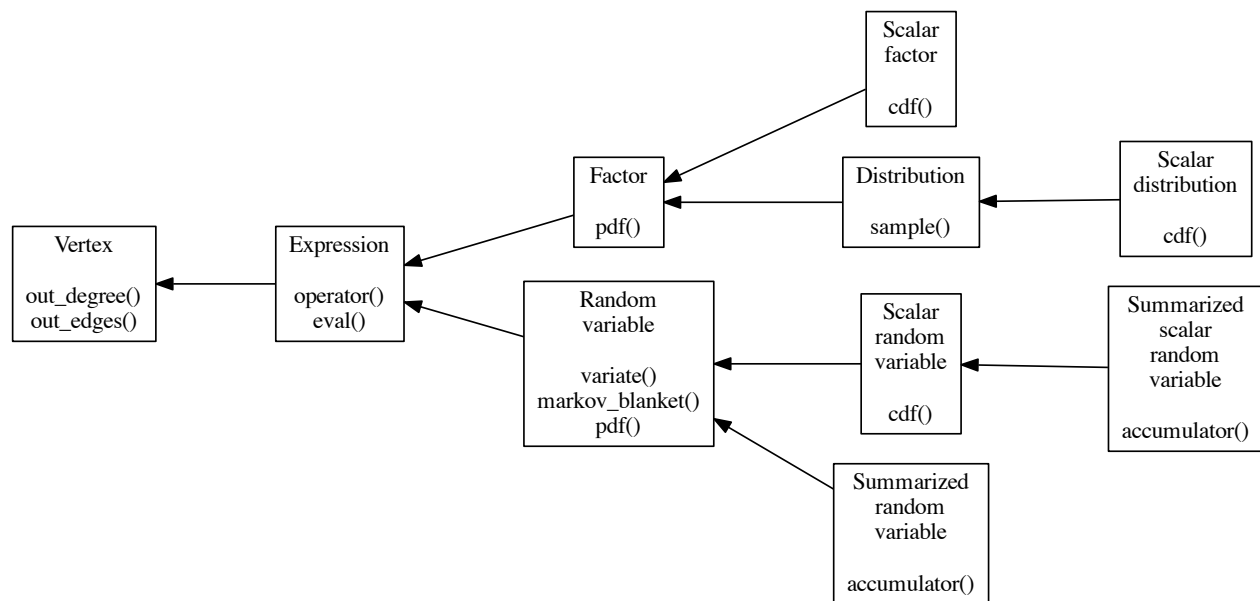 Vertex
out_degree()
out_edges()
Expression
operator()
eval()
Factor
pdf()
Random
variable
variate()
markov_blanket()
pdf()
Scalar
factor
cdf()
Distribution
sample()
Scalar
random
variable
cdf()
Summarized
random
variable
accumulator()
Scalar
distribution
cdf()
Summarized
scalar
random
variable
accumulator()